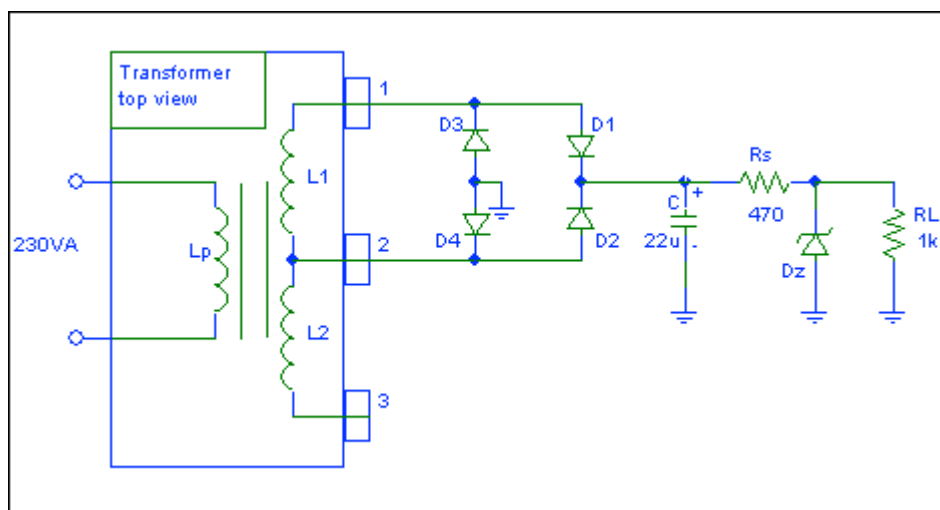 Transformer
top view
1
D3
D1
L1
Rs
C
+
470
RL
1k
230VA
Lp
2
D4
D2
22u
-
Dz
L2
3